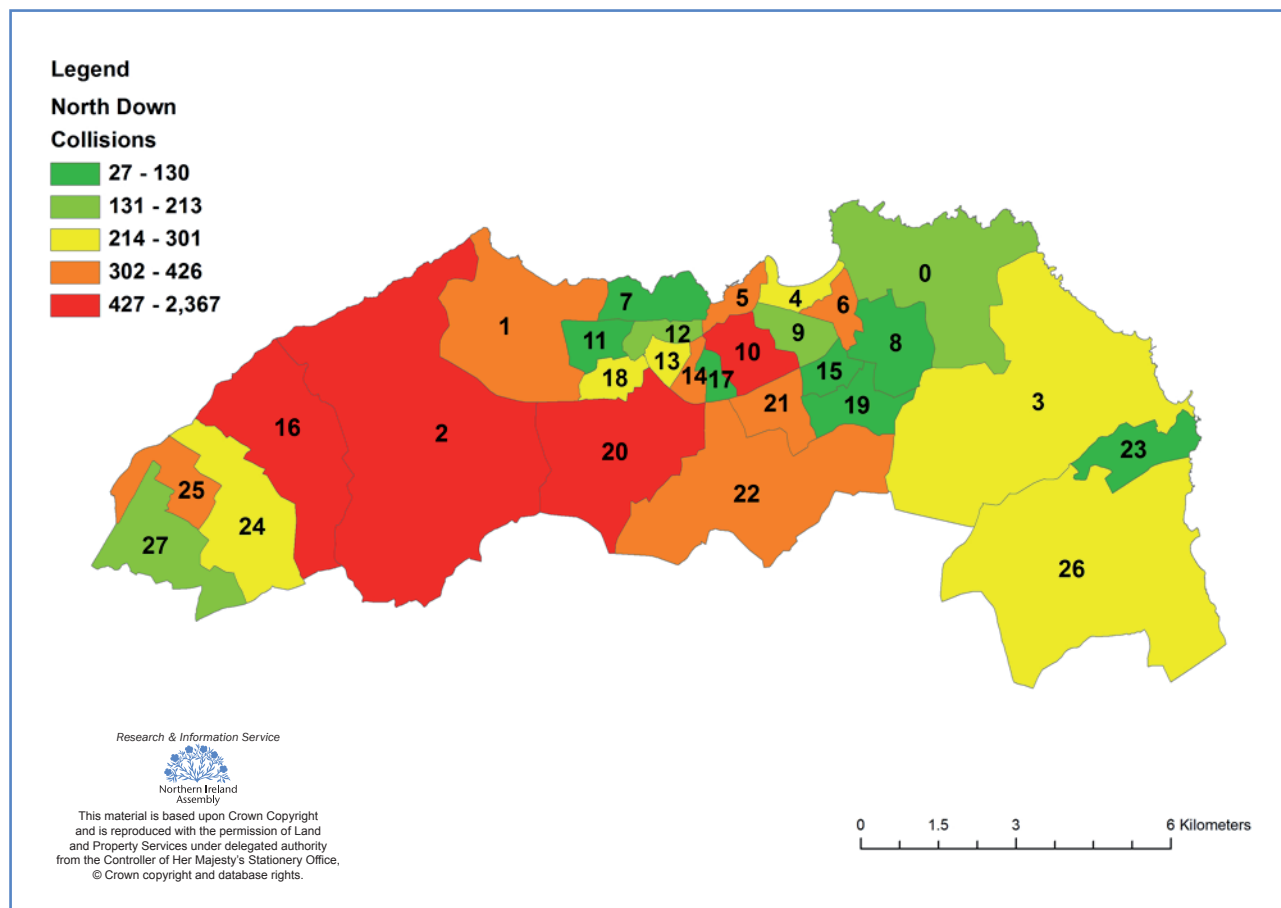 Legend
North Down
Collisions
27 - 130
131 - 213
214 - 301
302 - 426
427 - 2,367
0
7
5
4
6
1
11
12
9
10
8
13
18
14
17
15
21
19
3
16
2
20
23
25
22
24
27
26
Research & Information Service
Northern Ireland
Assembly
This material is based upon Crown Copyright
and is reproduced with the permission of Land
and Property Services under delegated authority
from the Controller of Her Majesty's Stationery Office,
© Crown copyright and database rights.
0 1.5 3 6 Kilometers